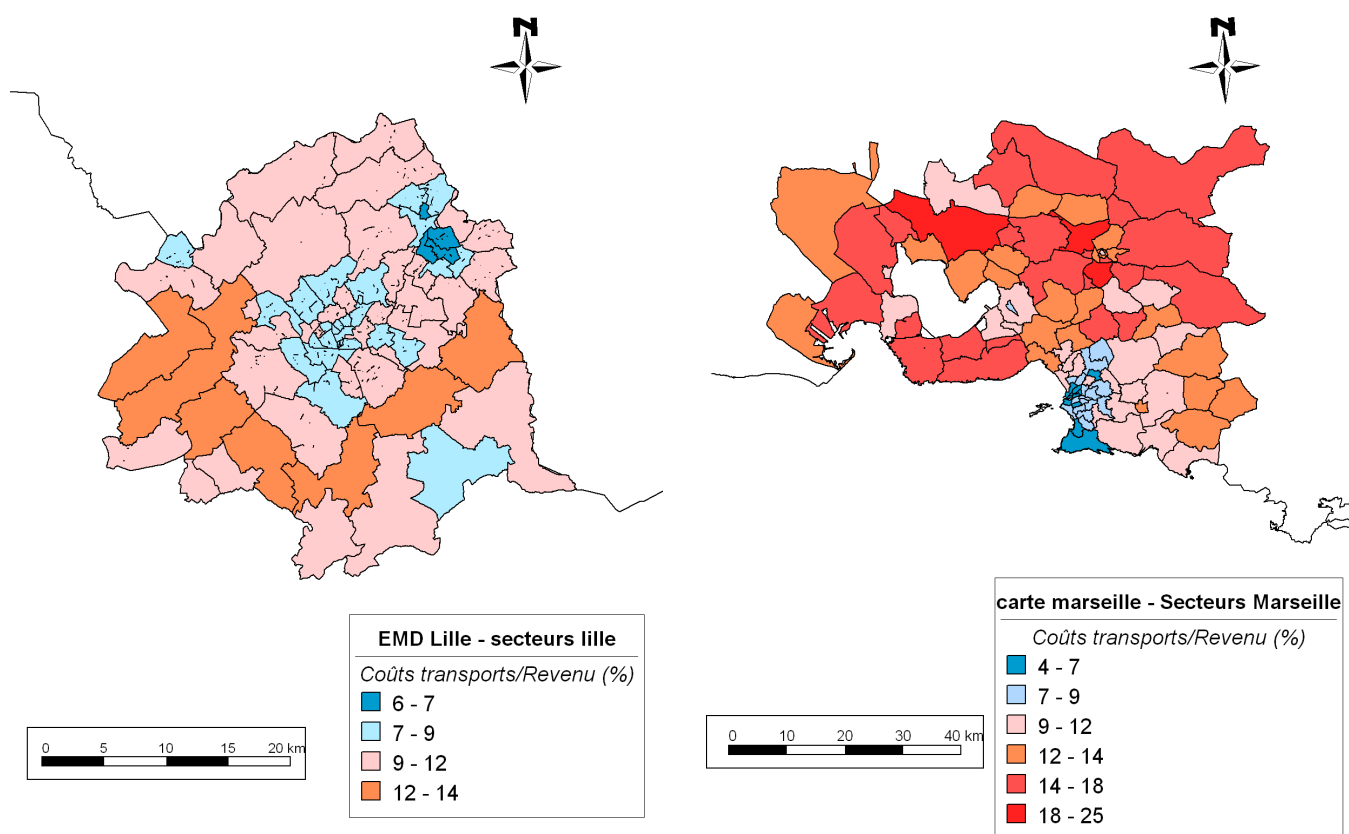 N
EMD Lille - secteurs lille
Coûts transports/Revenu (%)
6 - 7
7 - 9
9 - 12
12 - 14
0 5 10 15 20 km
N
carte marseille - Secteurs Marseille
Coûts transports/Revenu (%)
4 - 7
7 - 9
9 - 12
12 - 14
14 - 18
18 - 25
0 10 20 30 40 km